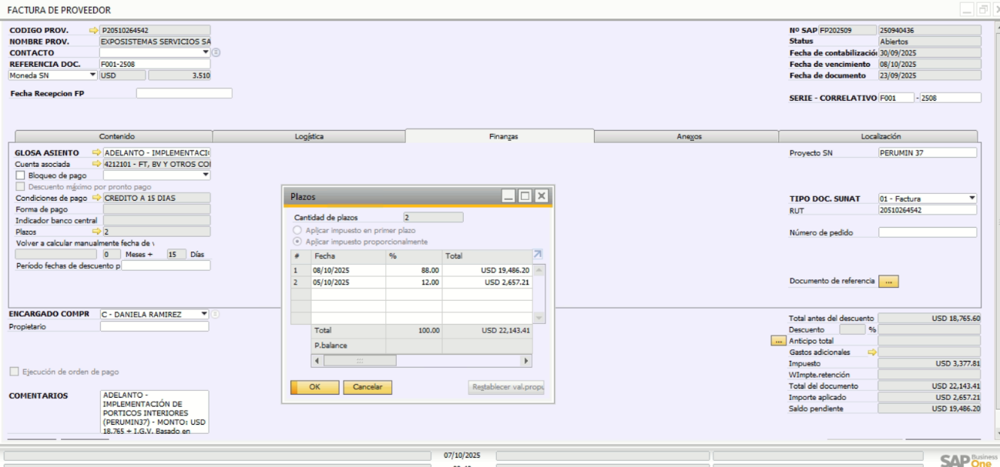 FACTURA DE PROVEEDOR
CODIGO PROV. P20510264542
NOMBRE PROV. EXPOSISTEMAS SERVICIOS SA
CONTACTO
REFERENCIA DOC. F001-2508
Moneda SN USD 3.510
Fecha Recepcion FP
Nº SAP FP202509 250940436
Status Abiertos
Fecha de contabilizació 30/09/2025
Fecha de vencimiento 08/10/2025
Fecha de documento 23/09/2025
SERIE - CORRELATIVO F001 - 2508
Contenido Logística Finanzas Anexos Localización
GLOSA ASIENTO ADELANTO - IMPLEMENTACI
Cuenta asociada 4212101 - FT, BV Y OTROS CO
Bloqueo de pago
Descuento máximo por pronto pago
Condiciones de pago CREDITO A 15 DIAS
Forma de pago
Indicador banco central
Plazos 2
Volver a calcular manualmente fecha de
0 Meses + 15 Días
Período fechas de descuento p
Proyecto SN PERUMIN 37
TIPO DOC. SUNAT 01 - Factura
RUT 20510264542
Número de pedido
Documento de referencia ...
Plazos
Cantidad de plazos 2
Aplicar impuesto en primer plazo
Aplicar impuesto proporcionalmente
# Fecha % Total
1 08/10/2025 88.00 USD 19,486.20
2 05/10/2025 12.00 USD 2,657.21
Total 100.00 USD 22,143.41
P.balance
OK Cancelar Restablecer val.propu
ENCARGADO COMPR C - DANIELA RAMIREZ
Propietario
Ejecución de orden de pago
COMENTARIOS ADELANTO -
IMPLEMENTACIÓN DE
PORTICOS INTERIORES
(PERUMIN37) - MONTO: USD
18.765 + I.G.V. Basado en
Total antes del descuento USD 18,765.60
Descuento %
... Anticipo total
Gastos adicionales
Impuesto USD 3,377.81
WImpte.retención
Total del documento USD 22,143.41
Importe aplicado USD 2,657.21
Saldo pendiente USD 19,486.20
07/10/2025
SAP Business One